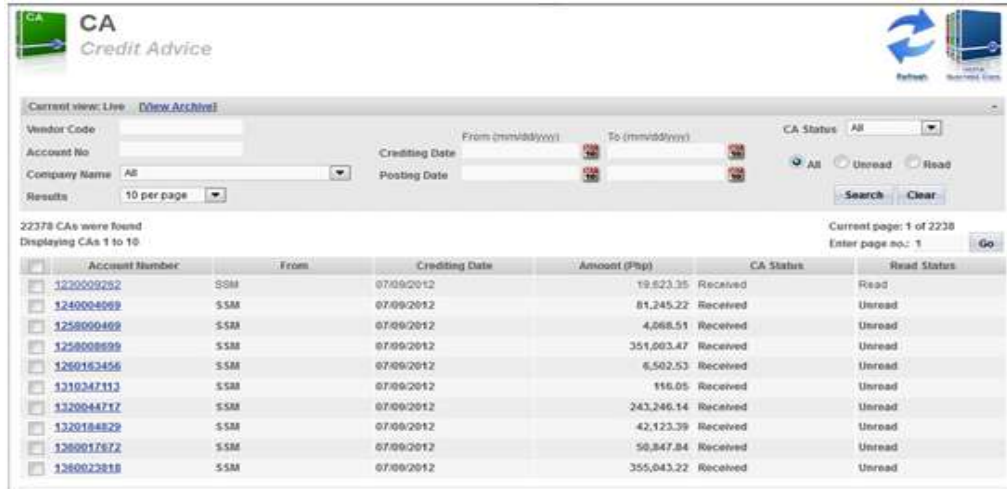 CA
CA
Credit Advice
Refresh
Current view: Live [View Archive]
Vendor Code
Account No
Company Name All
Results 10 per page
From (mm/dd/yyyy) To (mm/dd/yyyy)
Crediting Date
Posting Date
CA Status All
All Unread Read
Search Clear
22378 CAs were found
Displaying CAs 1 to 10
Current page: 1 of 2238
Enter page no.: 1 Go
Account Number From Crediting Date Amount (Php) CA Status Read Status
1230009262 SSM 07/09/2012 19,623.35 Received Read
1240004069 SSM 07/09/2012 81,245.22 Received Unread
1258000469 SSM 07/09/2012 4,068.51 Received Unread
1258008699 SSM 07/09/2012 351,003.47 Received Unread
1260163456 SSM 07/09/2012 6,502.53 Received Unread
1310347113 SSM 07/09/2012 116.05 Received Unread
1320044717 SSM 07/09/2012 243,246.14 Received Unread
1320184829 SSM 07/09/2012 42,123.39 Received Unread
1360017672 SSM 07/09/2012 50,847.84 Received Unread
1360023818 SSM 07/09/2012 355,043.22 Received Unread